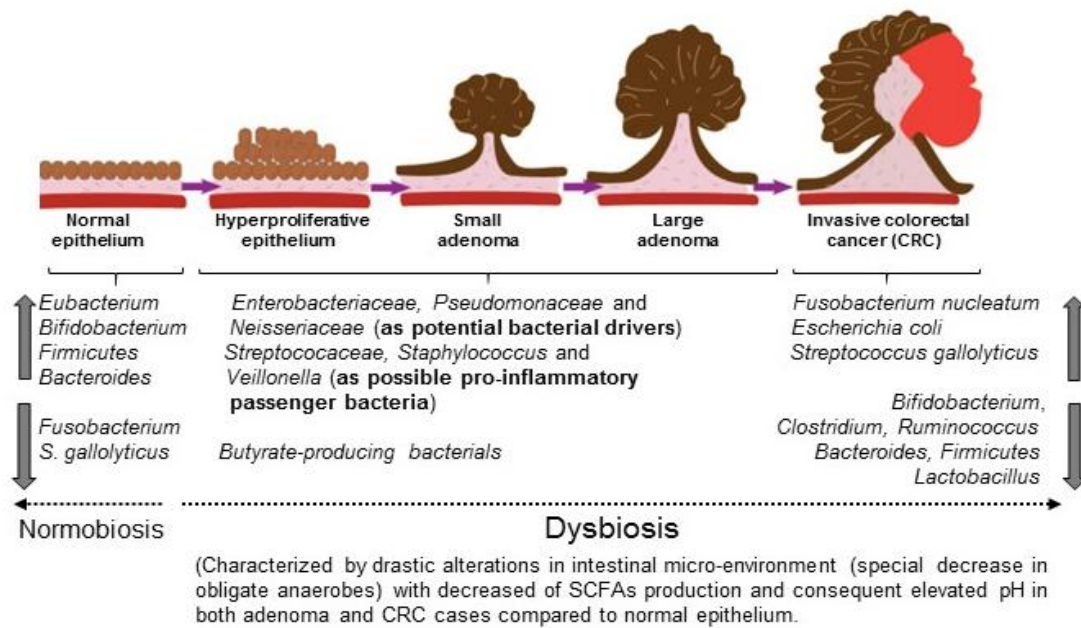 Normal
epithelium
Hyperproliferative
epithelium
Small
adenoma
Large
adenoma
Invasive colorectal
cancer (CRC)
Eubacterium
Bifidobacterium
Firmicutes
Bacteroides
Fusobacterium
S. gallolyticus
Enterobacteriaceae, Pseudomonaceae and
Neisseriaceae (as potential bacterial drivers)
Streptococaceae, Staphylococcus and
Veillonella (as possible pro-inflammatory
passenger bacteria)
Butyrate-producing bacterials
Fusobacterium nucleatum
Escherichia coli
Streptococcus gallolyticus
Bifidobacterium,
Clostridium, Ruminococcus
Bacteroides, Firmicutes
Lactobacillus
Normobiosis
Dysbiosis
(Characterized by drastic alterations in intestinal micro-environment (special decrease in
obligate anaerobes) with decreased of SCFAs production and consequent elevated pH in
both adenoma and CRC cases compared to normal epithelium.